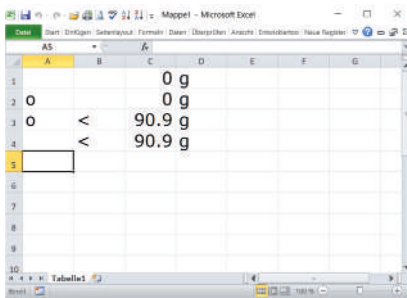 Mappe1 - Microsoft Excel
Datei Start Einfügen Seitenlayout Formeln Daten Überprüfen Ansicht Entwicklertools Neue Register
A5 fx
A B C D E F G
1 0 g
2 o 0 g
3 o < 90.9 g
4 < 90.9 g
5
6
7
8
9
10
Tabelle1
Bereit 100 %